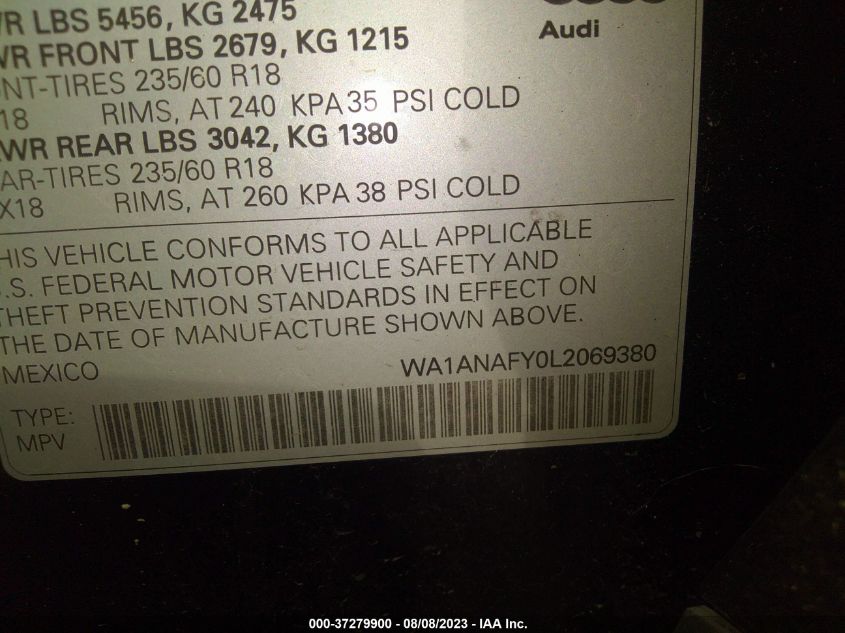 WR LBS 5456, KG 2475
Audi
WR FRONT LBS 2679, KG 1215
NT-TIRES 235/60 R18
18 RIMS, AT 240 KPA 35 PSI COLD
WR REAR LBS 3042, KG 1380
AR-TIRES 235/60 R18
X18 RIMS, AT 260 KPA 38 PSI COLD
HIS VEHICLE CONFORMS TO ALL APPLICABLE
.S. FEDERAL MOTOR VEHICLE SAFETY AND
THEFT PREVENTION STANDARDS IN EFFECT ON
THE DATE OF MANUFACTURE SHOWN ABOVE.
MEXICO WA1ANAFY0L2069380
TYPE:
MPV
000-37279900 - 08/08/2023 - IAA Inc.